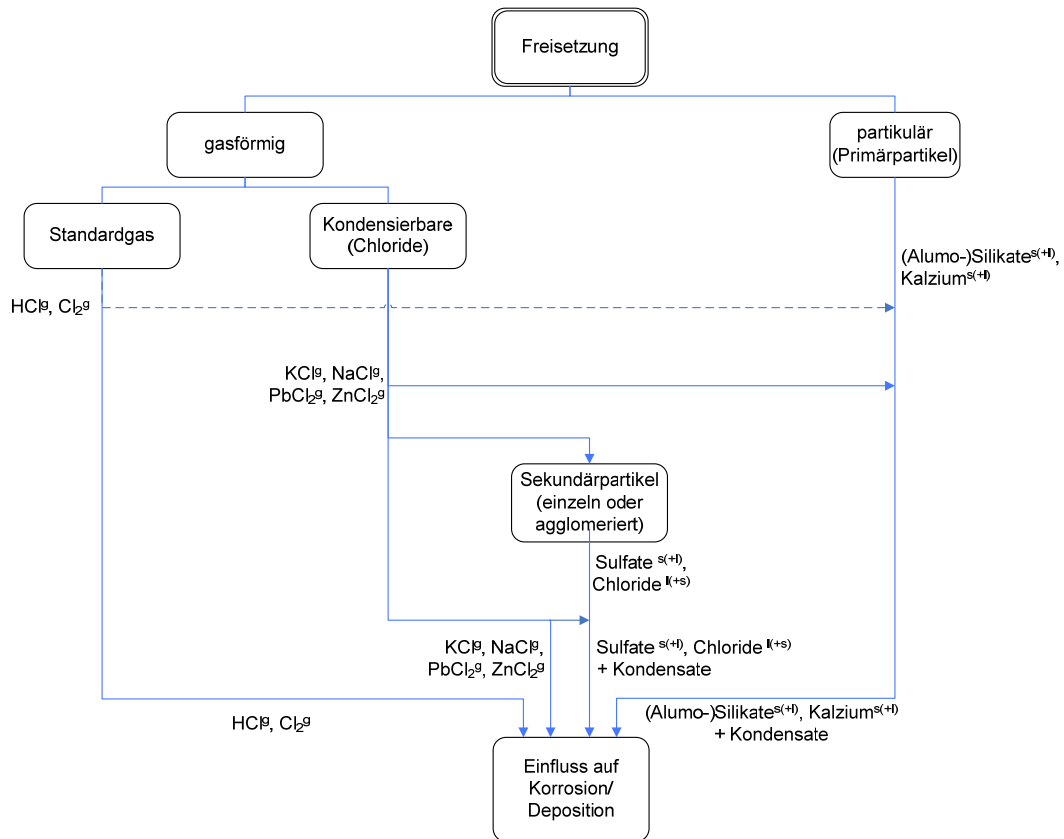 Freisetzung
gasförmig
partikulär
(Primärpartikel)
Standardgas
Kondensierbare
(Chloride)
(Alumo-)Silikate^s(+l),
Kalzium^s(+l)
HCl^g, Cl₂^g
KCl^g, NaCl^g,
PbCl₂^g, ZnCl₂^g
Sekundärpartikel
(einzeln oder
agglomeriert)
Sulfate ^s(+l),
Chloride ^l(+s)
KCl^g, NaCl^g,
PbCl₂^g, ZnCl₂^g
Sulfate ^s(+l), Chloride ^l(+s)
+ Kondensate
HCl^g, Cl₂^g
(Alumo-)Silikate^s(+l), Kalzium^s(+l)
+ Kondensate
Einfluss auf
Korrosion/
Deposition